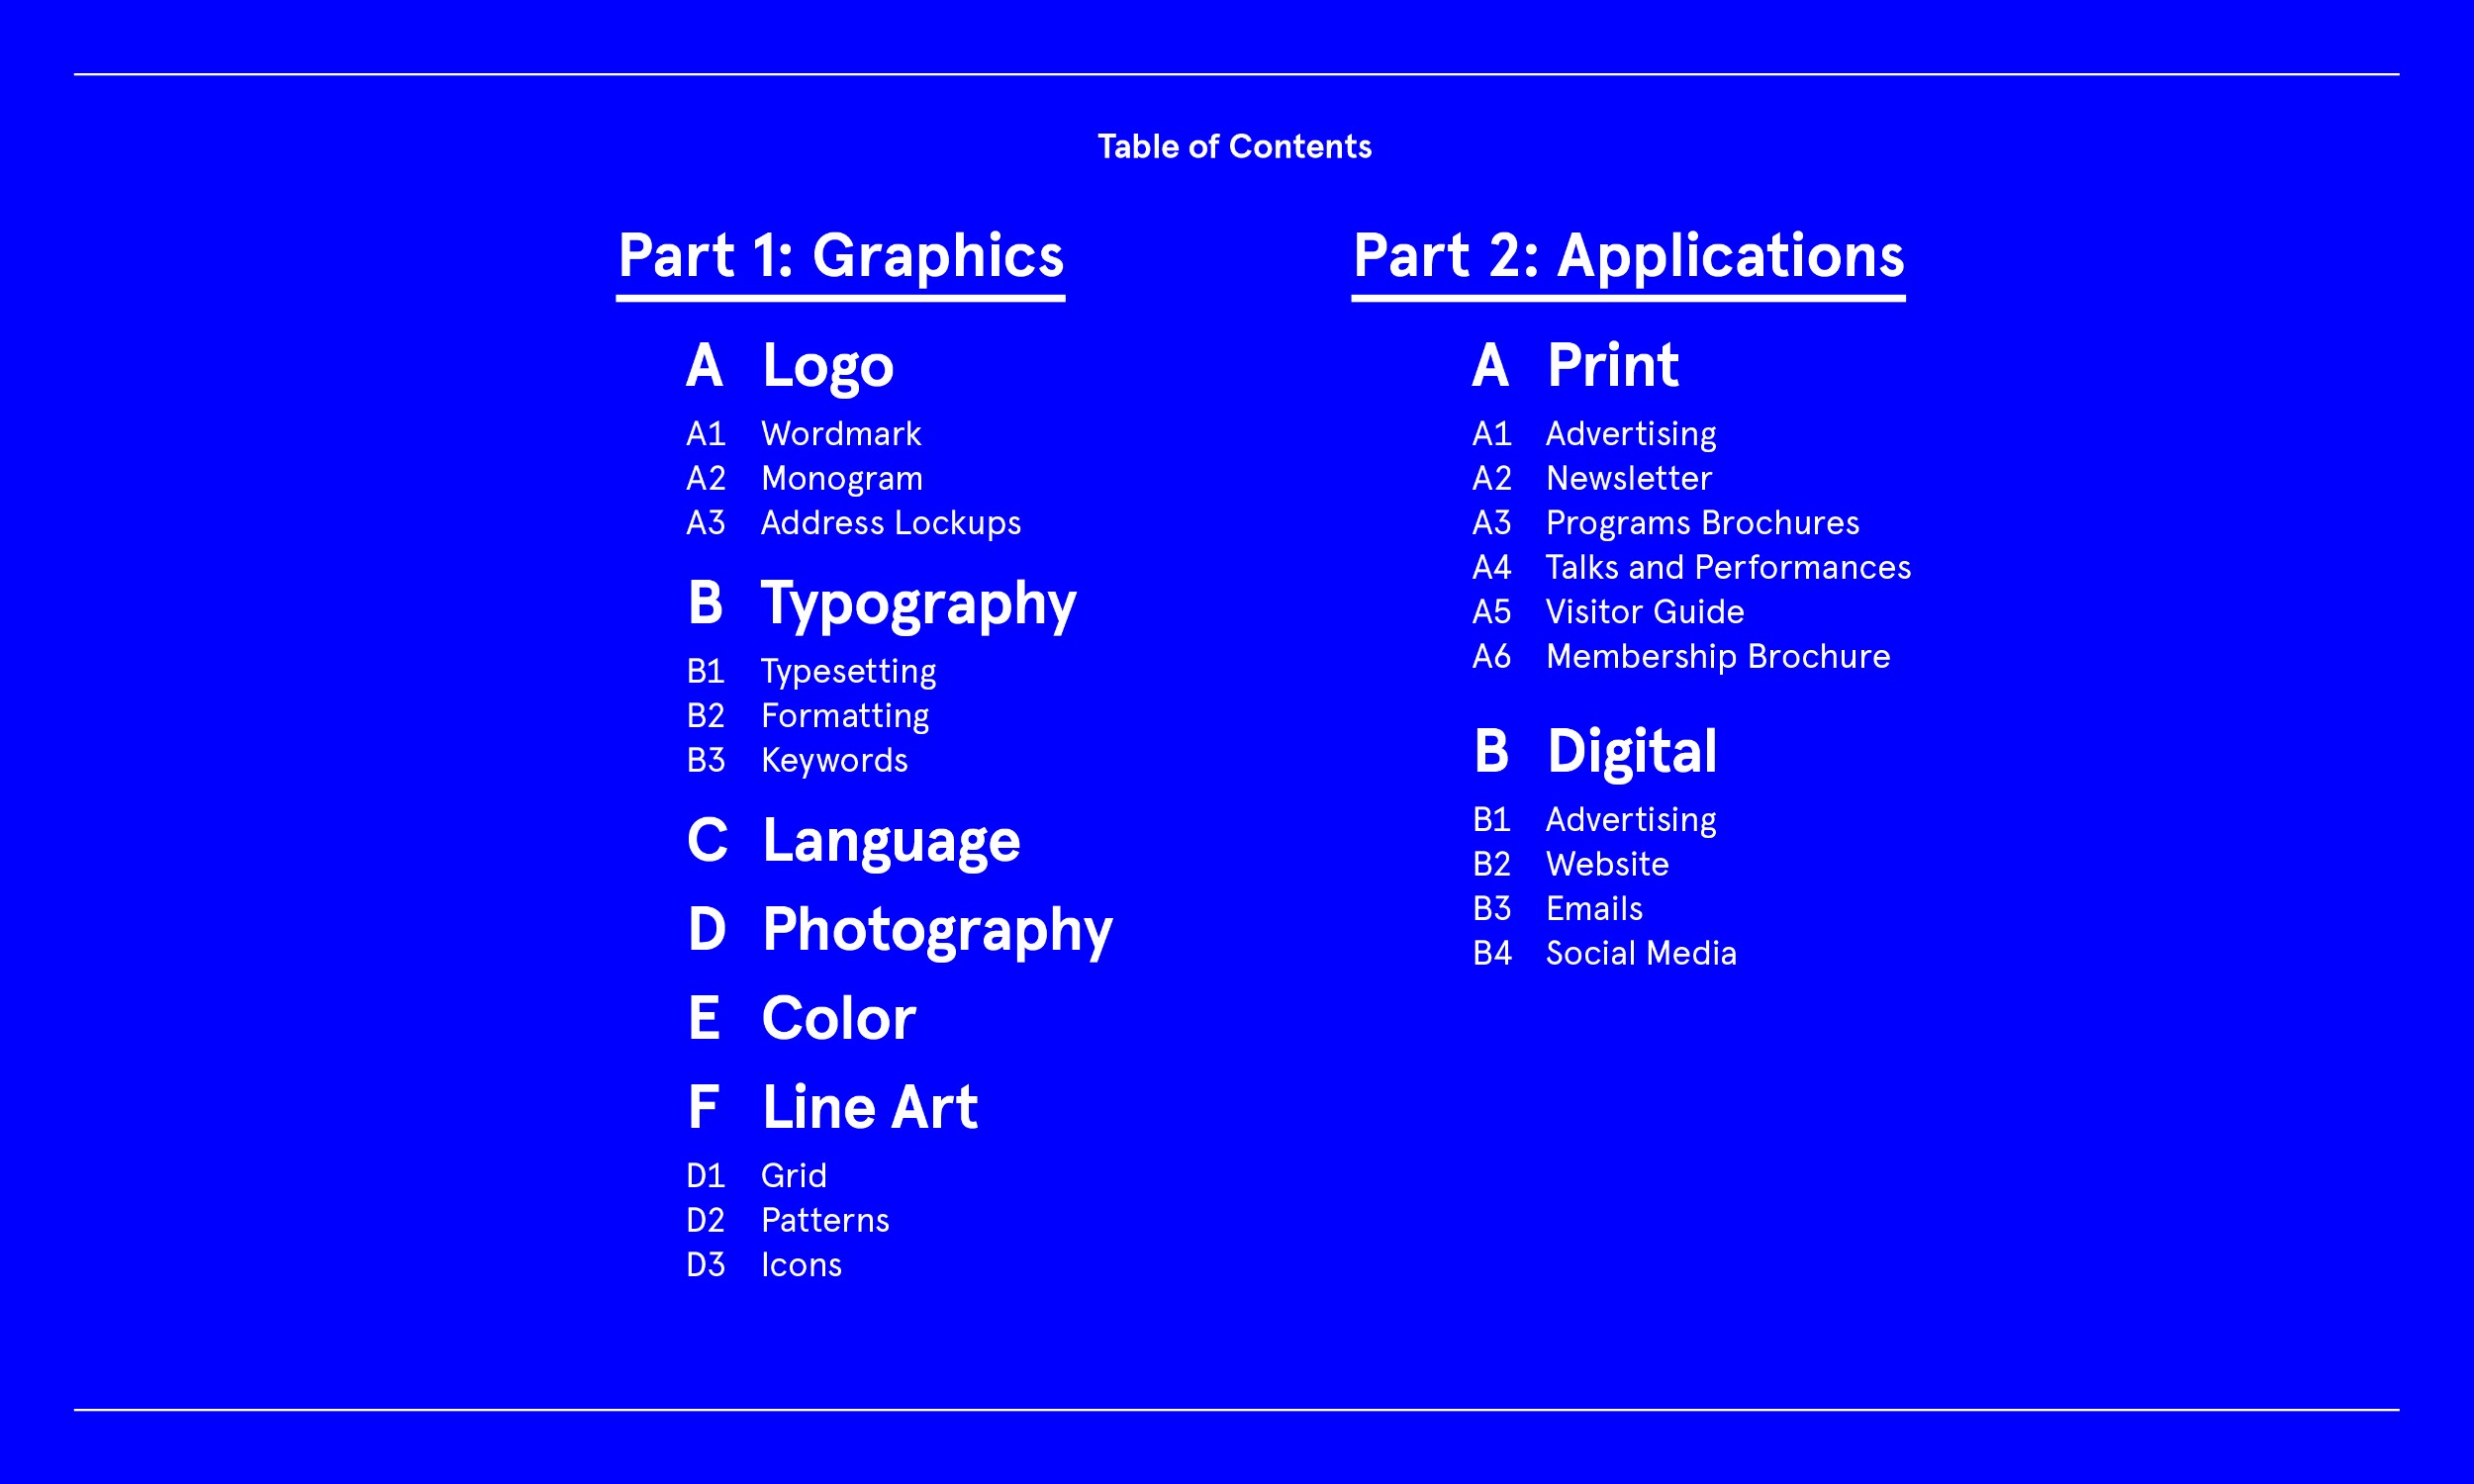 Table of Contents
Part 1: Graphics
A Logo
A1 Wordmark
A2 Monogram
A3 Address Lockups
B Typography
B1 Typesetting
B2 Formatting
B3 Keywords
C Language
D Photography
E Color
F Line Art
D1 Grid
D2 Patterns
D3 Icons
Part 2: Applications
A Print
A1 Advertising
A2 Newsletter
A3 Programs Brochures
A4 Talks and Performances
A5 Visitor Guide
A6 Membership Brochure
B Digital
B1 Advertising
B2 Website
B3 Emails
B4 Social Media